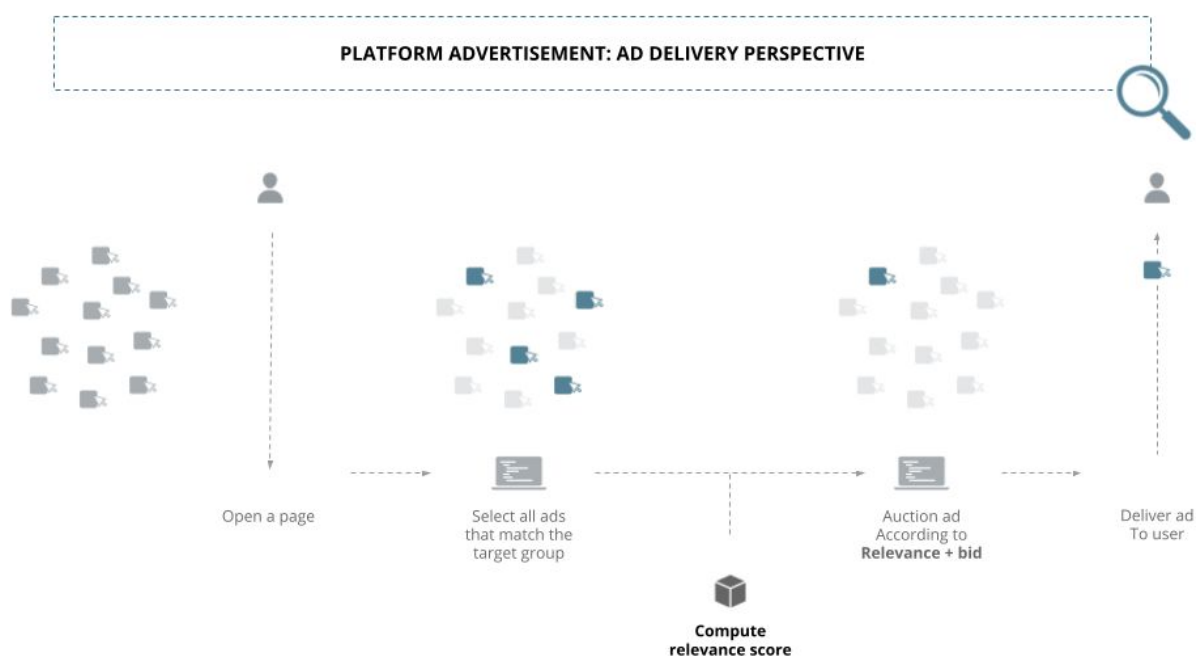 PLATFORM ADVERTISEMENT: AD DELIVERY PERSPECTIVE
Open a page
Select all ads
that match the
target group
Auction ad
According to
Relevance + bid
Deliver ad
To user
Compute
relevance score